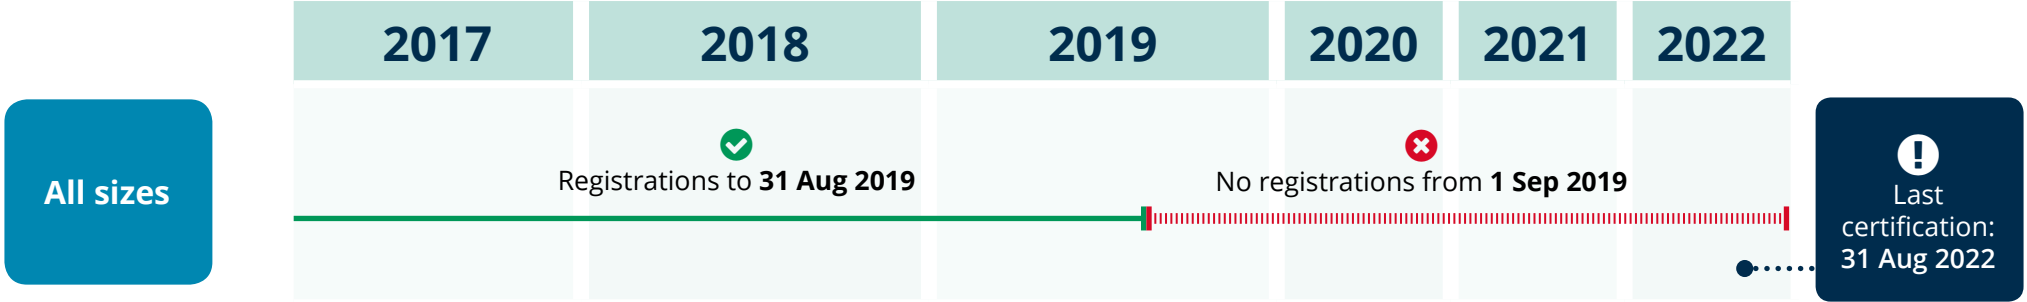 2017 2018 2019 2020 2021 2022
All sizes
Registrations to 31 Aug 2019
No registrations from 1 Sep 2019
Last
certification:
31 Aug 2022